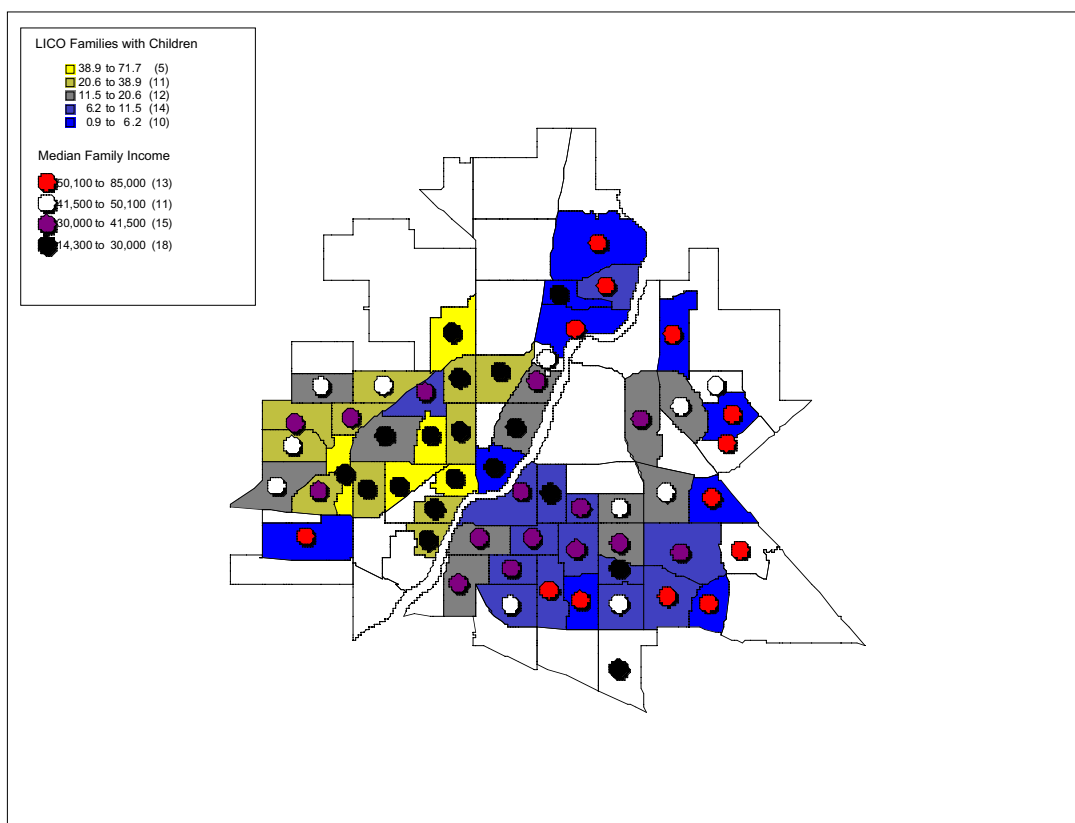 LICO Families with Children
38.9 to 71.7 (5)
20.6 to 38.9 (11)
11.5 to 20.6 (12)
6.2 to 11.5 (14)
0.9 to 6.2 (10)
Median Family Income
50,100 to 85,000 (13)
41,500 to 50,100 (11)
30,000 to 41,500 (15)
14,300 to 30,000 (18)